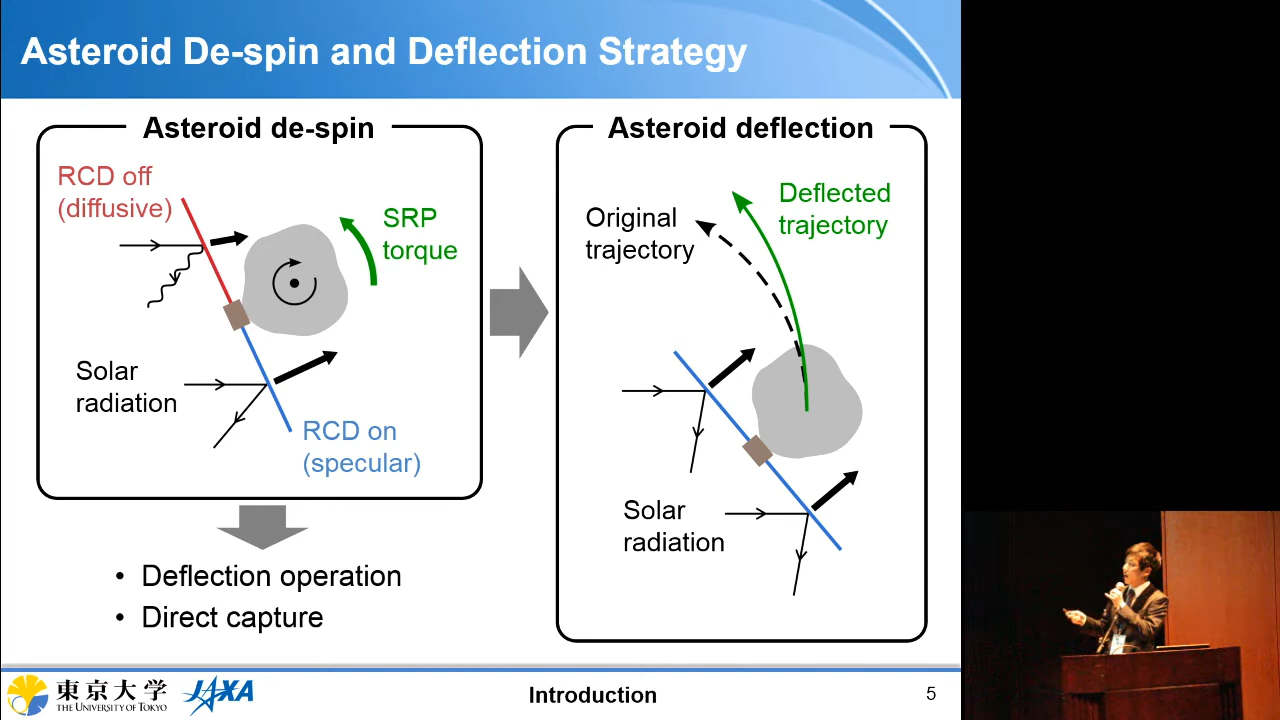 Asteroid De-spin and Deflection Strategy
Asteroid de-spin
RCD off
(diffusive)
SRP
torque
Solar
radiation
RCD on
(specular)
Deflection operation
Direct capture
Asteroid deflection
Original
trajectory
Deflected
trajectory
Solar
radiation
東京大学
THE UNIVERSITY OF TOKYO
JAXA
Introduction
5